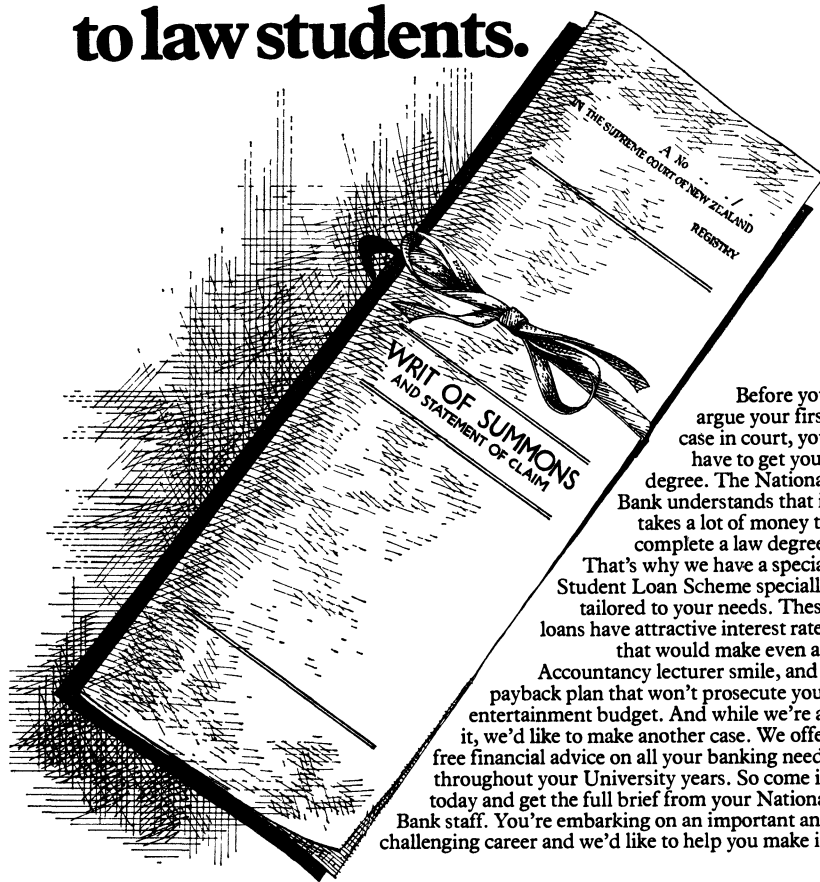 to law students.
IN THE SUPREME COURT OF NEW ZEALAND
A No
REGISTRY
WRIT OF SUMMONS
AND STATEMENT OF CLAIM
Before yo
argue your firs
case in court, yo
have to get you
degree. The Nationa
Bank understands that i
takes a lot of money t
complete a law degree
That's why we have a specia
Student Loan Scheme speciall
tailored to your needs. Thes
loans have attractive interest rate
that would make even a
Accountancy lecturer smile, and
payback plan that won't prosecute you
entertainment budget. And while we're a
it, we'd like to make another case. We offe
free financial advice on all your banking need
throughout your University years. So come i
today and get the full brief from your Nationa
Bank staff. You're embarking on an important an
challenging career and we'd like to help you make i